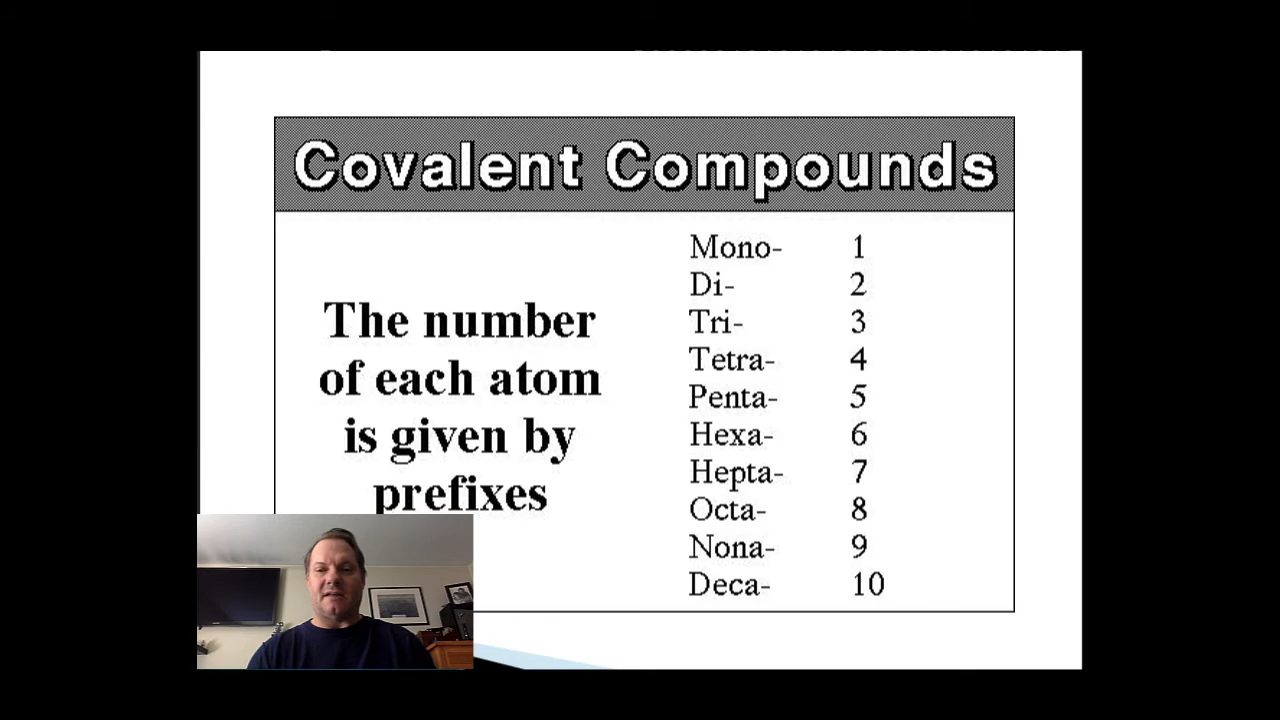 Covalent Compounds
The number
of each atom
is given by
prefixes
Mono- 1
Di- 2
Tri- 3
Tetra- 4
Penta- 5
Hexa- 6
Hepta- 7
Octa- 8
Nona- 9
Deca- 10